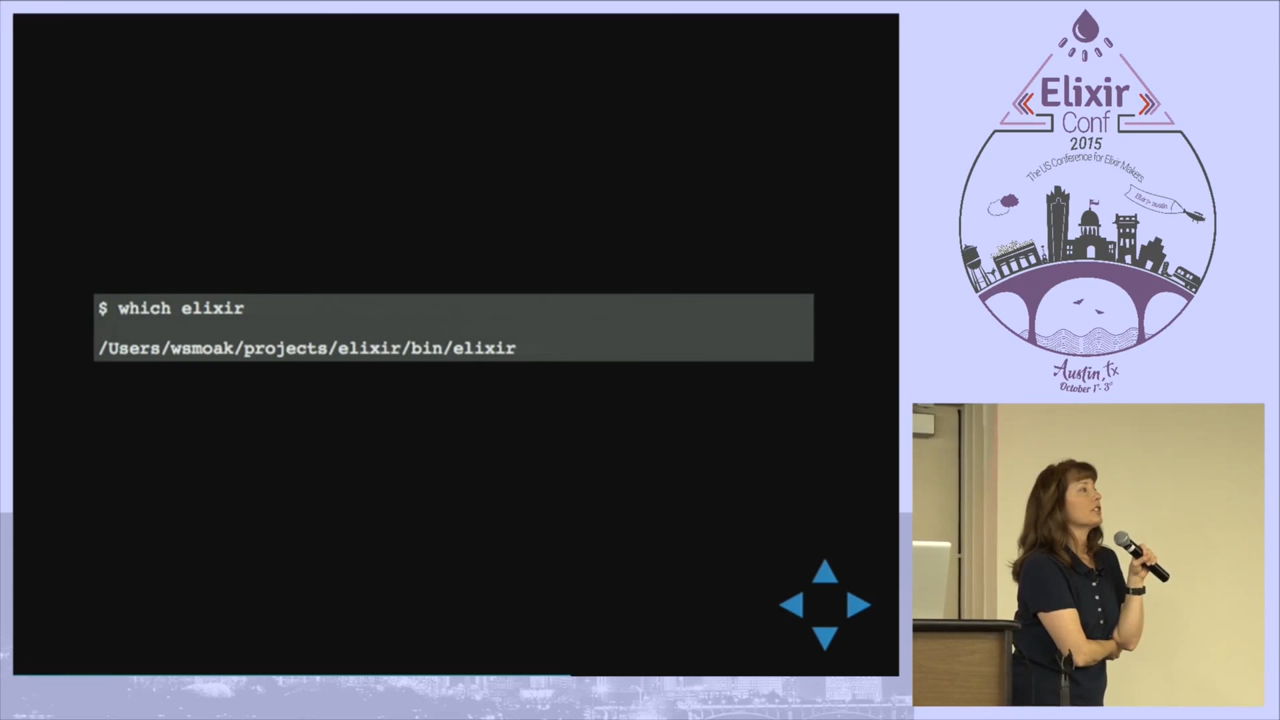 $ which elixir
/Users/wsmoak/projects/elixir/bin/elixir
Elixir
Conf
2015
The US Conference for Elixir Makers
Austin, Tx
October 1st - 3rd